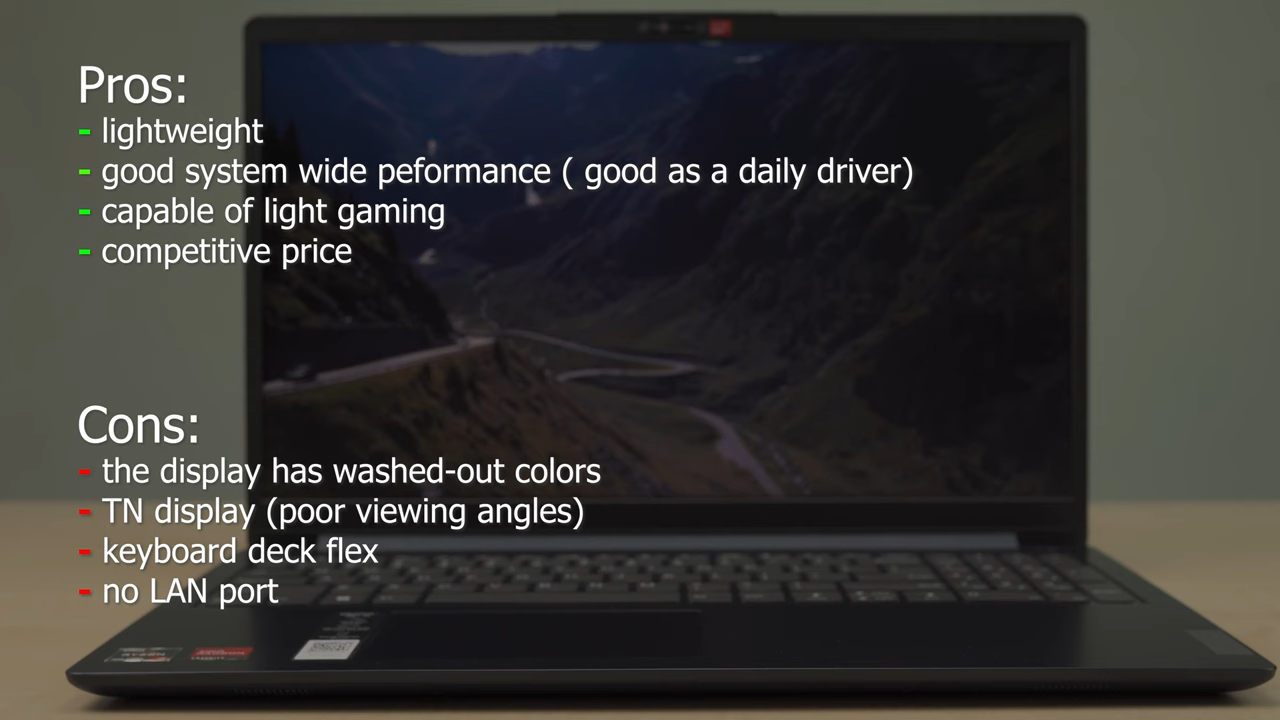 Pros:
- lightweight
- good system wide peformance ( good as a daily driver)
- capable of light gaming
- competitive price
Cons:
- the display has washed-out colors
- TN display (poor viewing angles)
- keyboard deck flex
- no LAN port
RYZEN